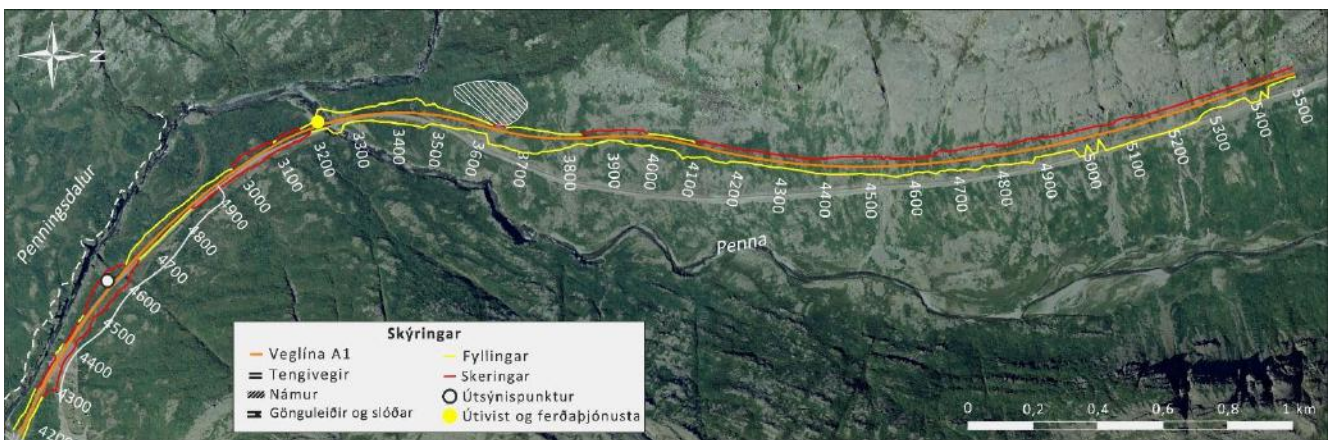 N
Penningsdalur
Penna
4200
4300
4400
4500
4600
4700
4800
4900
3000
3100
3200
3300
3400
3500
3600
3700
3800
3900
4000
4100
4200
4300
4400
4500
4600
4700
4800
4900
5000
5100
5200
5300
5400
5500
Skýringar
Veglína A1
Tengivegir
Námur
Gönguleiðir og slóðar
Fyllingar
Skeringar
Útsýnispunktur
Útivist og ferðaþjónusta
0 0,2 0,4 0,6 0,8 1 km